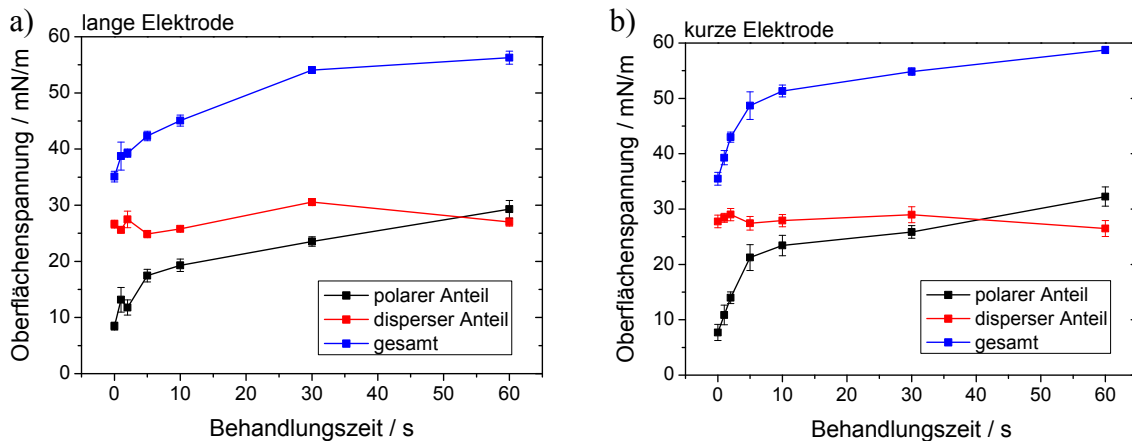 a)
lange Elektrode
60
50
40
30
20
10
0
Oberflächenspannung / mN/m
polarer Anteil
disperser Anteil
gesamt
0 10 20 30 40 50 60
Behandlungszeit / s
b)
kurze Elektrode
60
50
40
30
20
10
0
Oberflächenspannung / mN/m
polarer Anteil
disperser Anteil
gesamt
0 10 20 30 40 50 60
Behandlungszeit / s